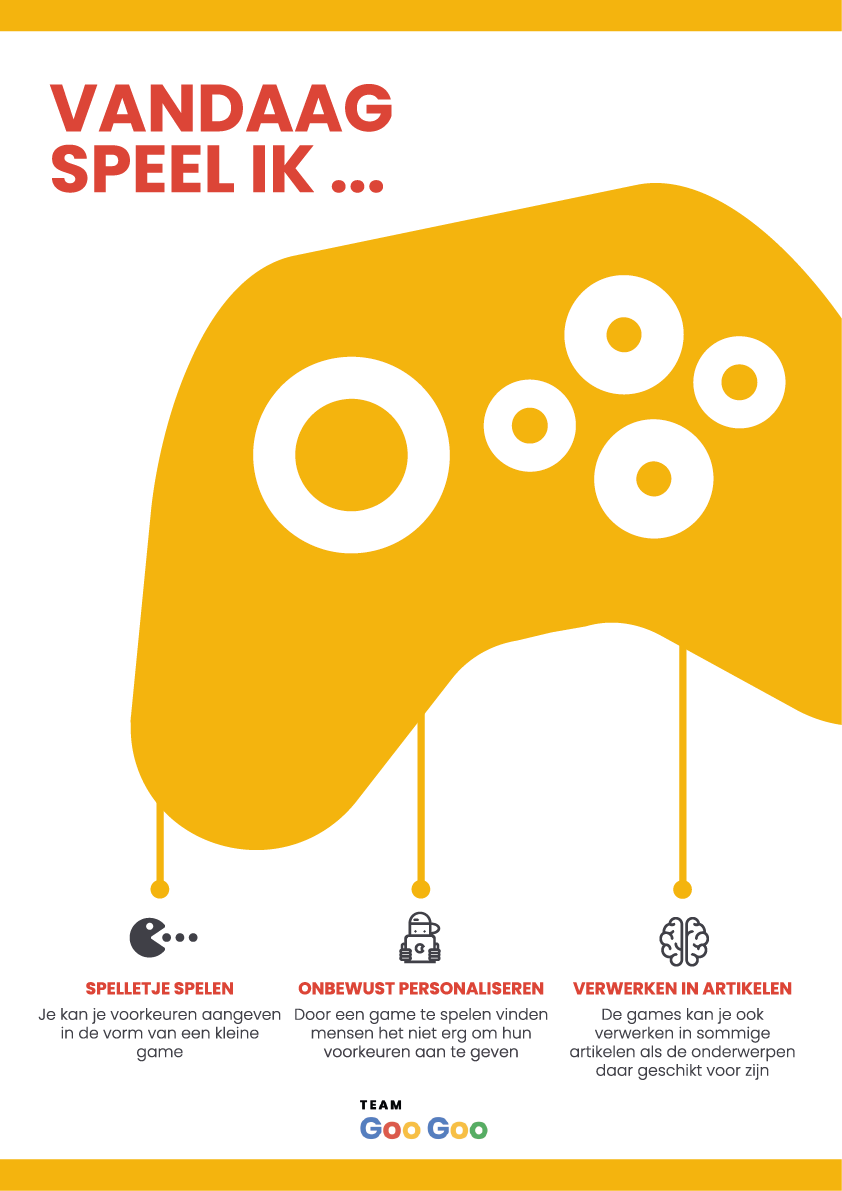 VANDAAG
SPEEL IK ...
SPELLETJE SPELEN
Je kan je voorkeuren aangeven
in de vorm van een kleine
game
ONBEWUST PERSONALISEREN
Door een game te spelen vinden
mensen het niet erg om hun
voorkeuren aan te geven
VERWERKEN IN ARTIKELEN
De games kan je ook
verwerken in sommige
artikelen als de onderwerpen
daar geschikt voor zijn
TEAM
Goo Goo